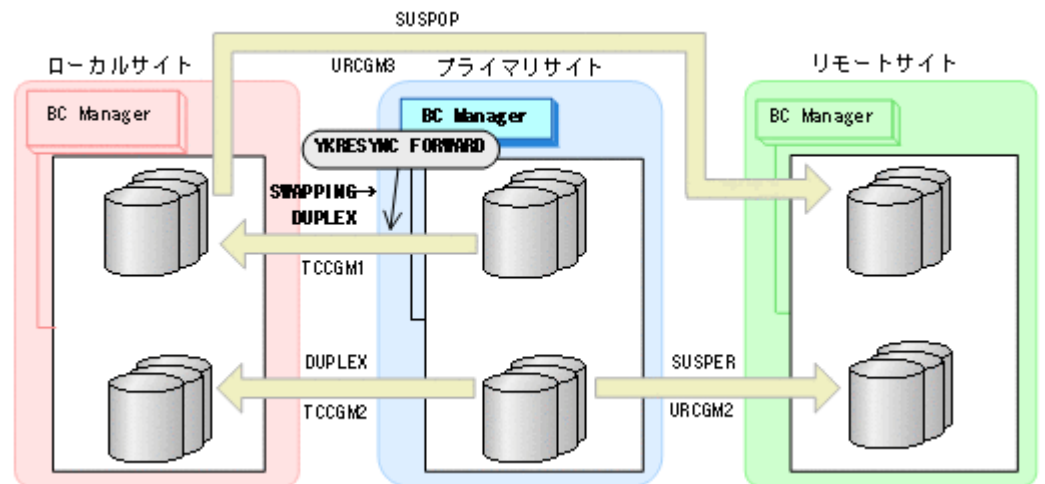 SUSPOP
URCGM3
ローカルサイト
プライマリサイト
リモートサイト
BC Manager
BC Manager
BC Manager
YKRESYNC FORWARD
SWAPPING→
DUPLEX
TCCGM1
DUPLEX
TCCGM2
SUSPER
URCGM2